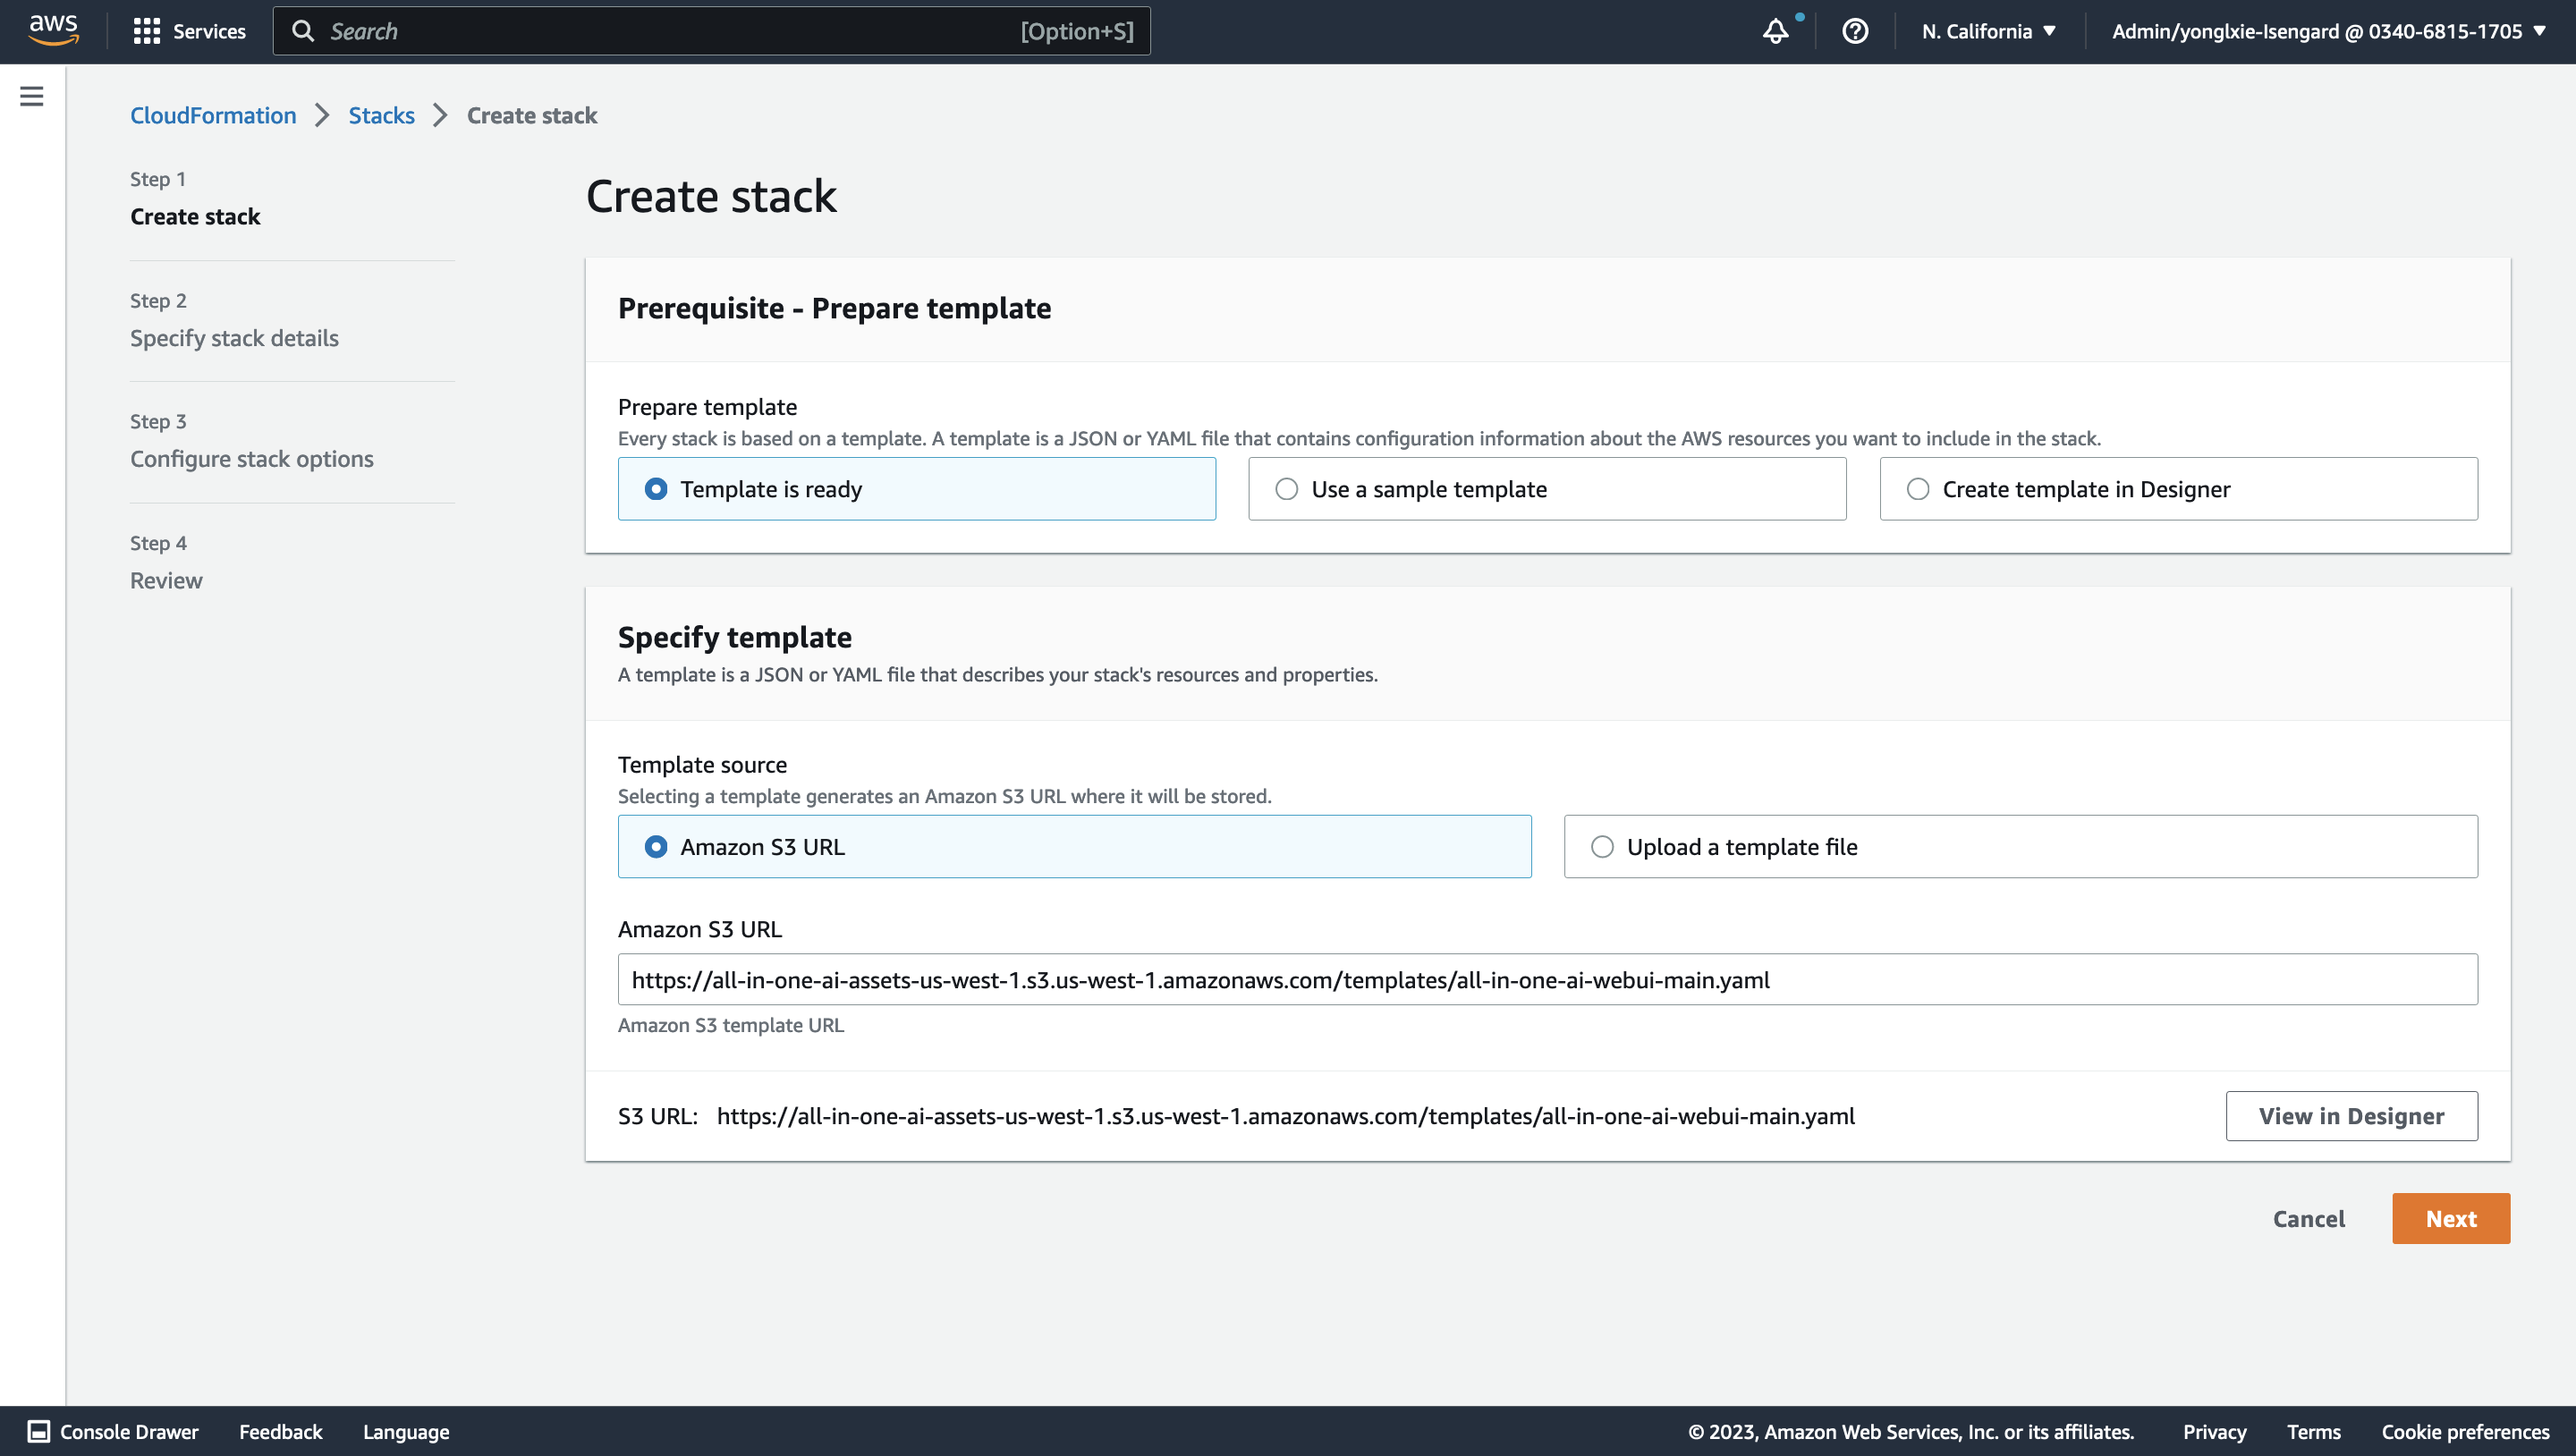 aws
Services
Search
[Option+S]
N. California
Admin/yonglxie-Isengard @ 0340-6815-1705
CloudFormation
Stacks
Create stack
Step 1
Create stack
Step 2
Specify stack details
Step 3
Configure stack options
Step 4
Review
Create stack
Prerequisite - Prepare template
Prepare template
Every stack is based on a template. A template is a JSON or YAML file that contains configuration information about the AWS resources you want to include in the stack.
Template is ready
Use a sample template
Create template in Designer
Specify template
A template is a JSON or YAML file that describes your stack's resources and properties.
Template source
Selecting a template generates an Amazon S3 URL where it will be stored.
Amazon S3 URL
Upload a template file
Amazon S3 URL
https://all-in-one-ai-assets-us-west-1.s3.us-west-1.amazonaws.com/templates/all-in-one-ai-webui-main.yaml
Amazon S3 template URL
S3 URL: https://all-in-one-ai-assets-us-west-1.s3.us-west-1.amazonaws.com/templates/all-in-one-ai-webui-main.yaml
View in Designer
Cancel
Next
Console Drawer
Feedback
Language
© 2023, Amazon Web Services, Inc. or its affiliates.
Privacy
Terms
Cookie preferences